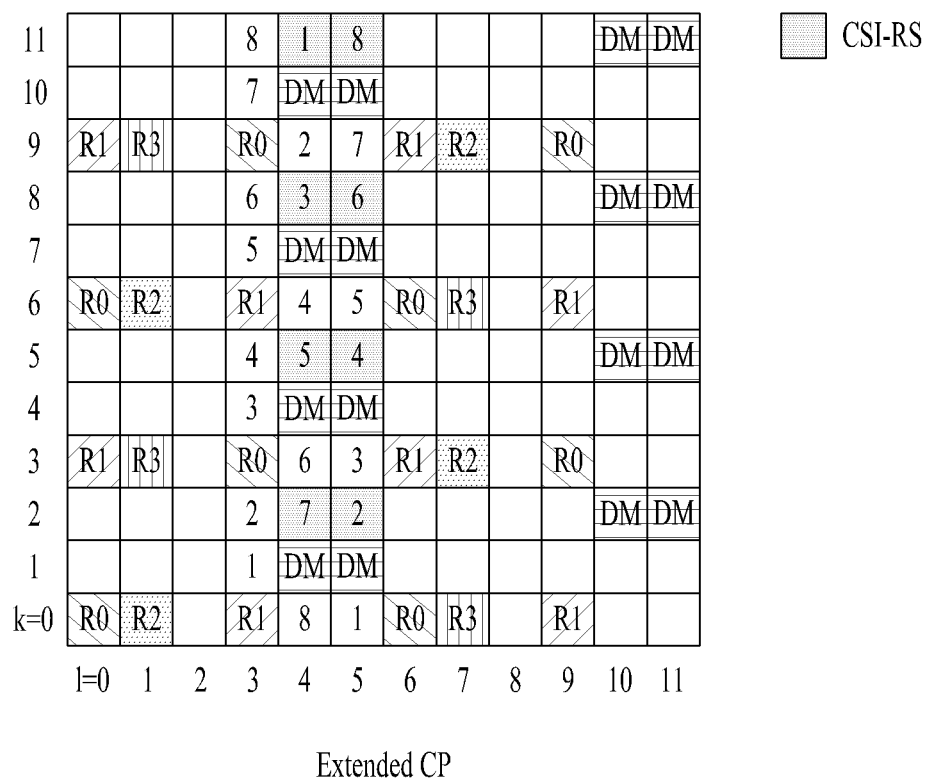 11 8 1 8 DM DM CSI-RS
10 7 DM DM
9 R1 R3 R0 2 7 R1 R2 R0
8 6 3 6 DM DM
7 5 DM DM
6 R0 R2 R1 4 5 R0 R3 R1
5 4 5 4 DM DM
4 3 DM DM
3 R1 R3 R0 6 3 R1 R2 R0
2 2 7 2 DM DM
1 1 DM DM
k=0 R0 R2 R1 8 1 R0 R3 R1
l=0 1 2 3 4 5 6 7 8 9 10 11
Extended CP